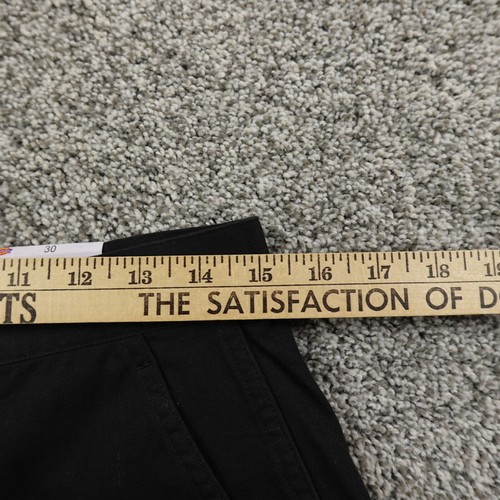 30
11 12 13 14 15 16 17 18
TS THE SATISFACTION OF D